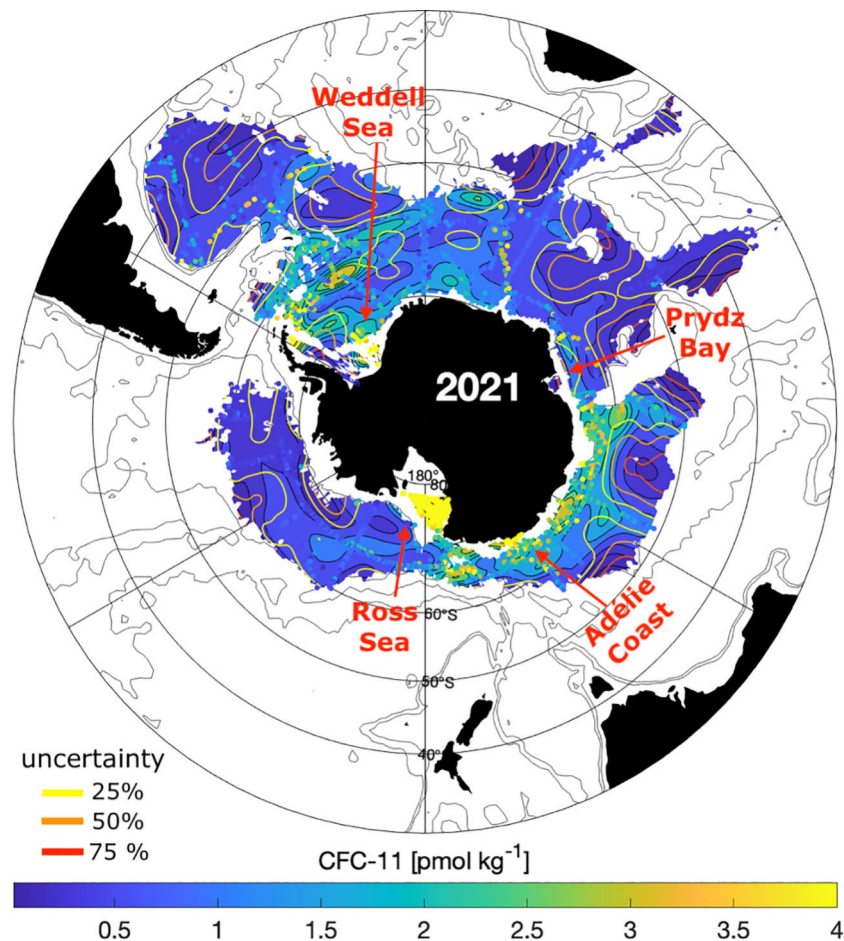 Weddell
Sea
Prydz
Bay
2021
180°
80
Ross
Sea
Adélie
Coast
60°S
50°S
40°
uncertainty
25%
50%
75 %
CFC-11 [pmol kg⁻¹]
0.5 1 1.5 2 2.5 3 3.5 4